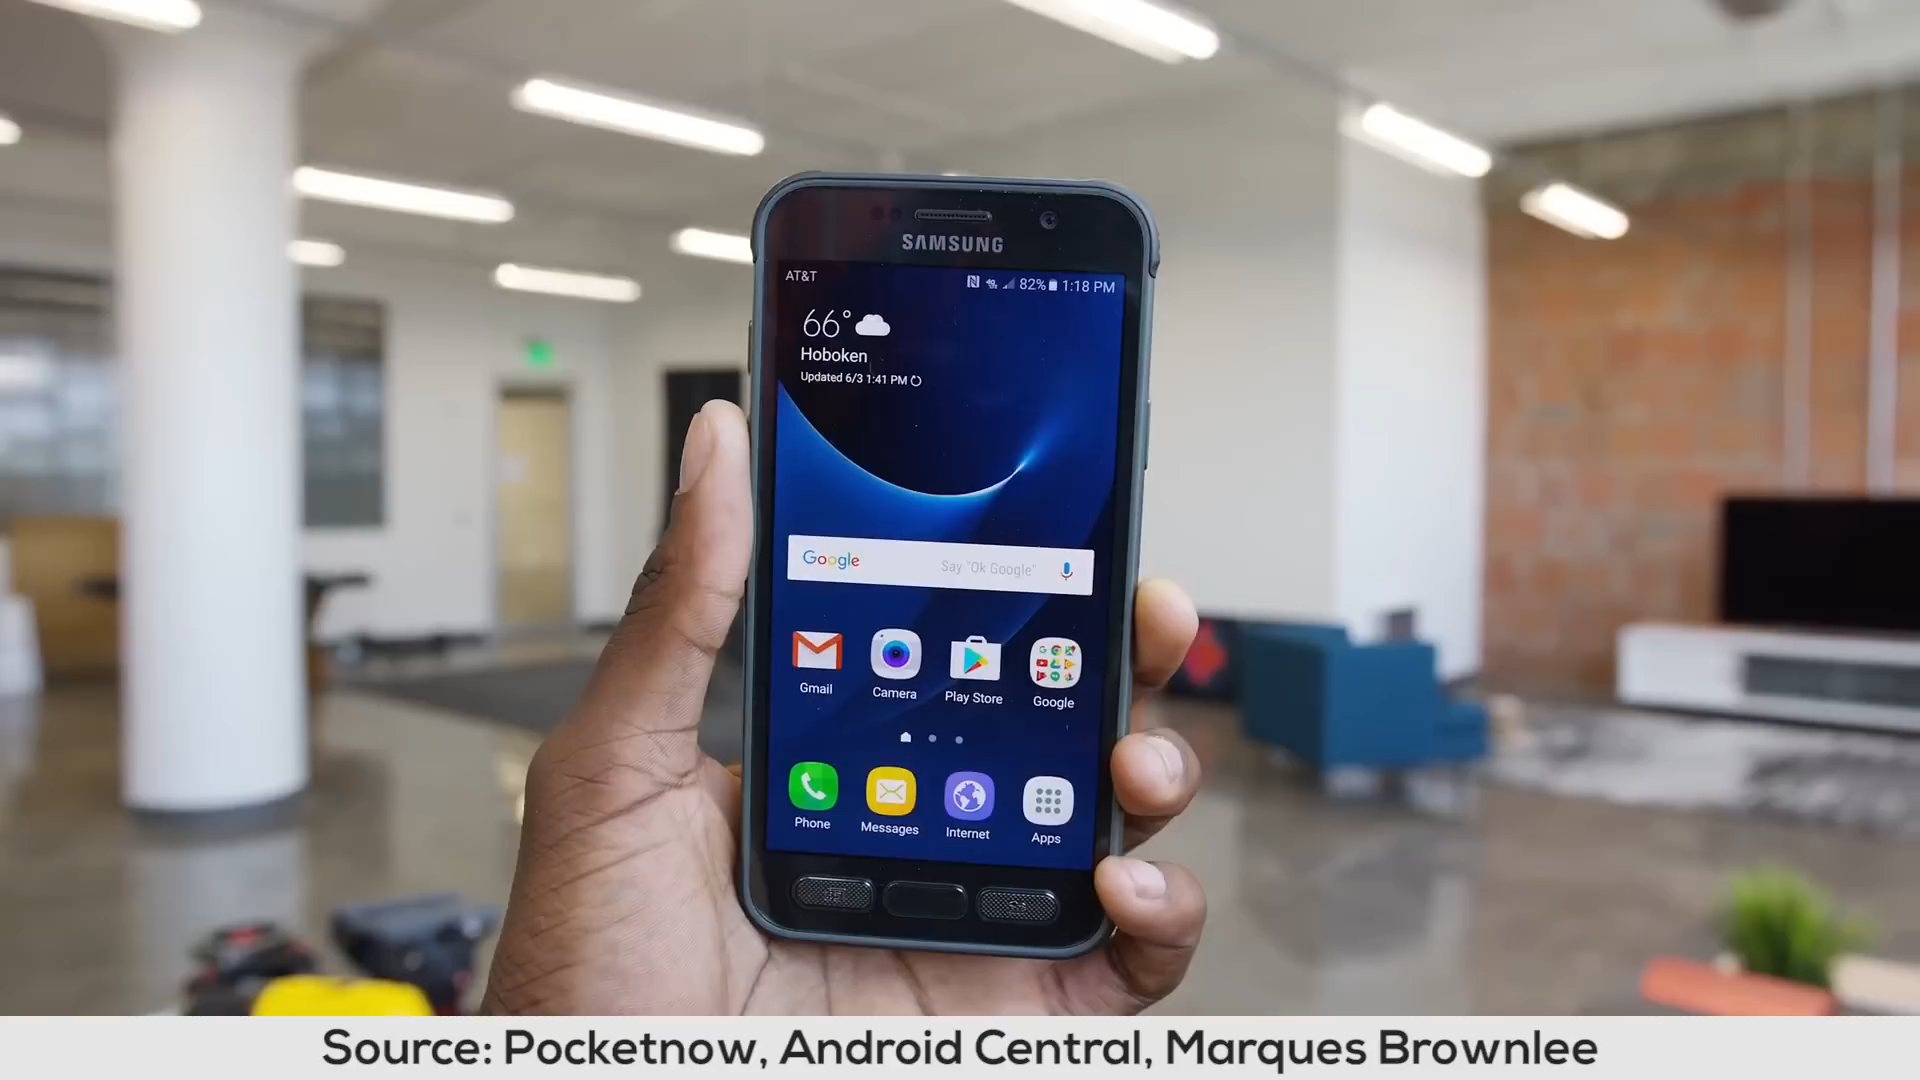 SAMSUNG
AT&T
82% 1:18 PM
66°
Hoboken
Updated 6/3 1:41 PM
Google
Say "Ok Google"
Gmail
Camera
Play Store
Google
Phone
Messages
Internet
Apps
Source: Pocketnow, Android Central, Marques Brownlee